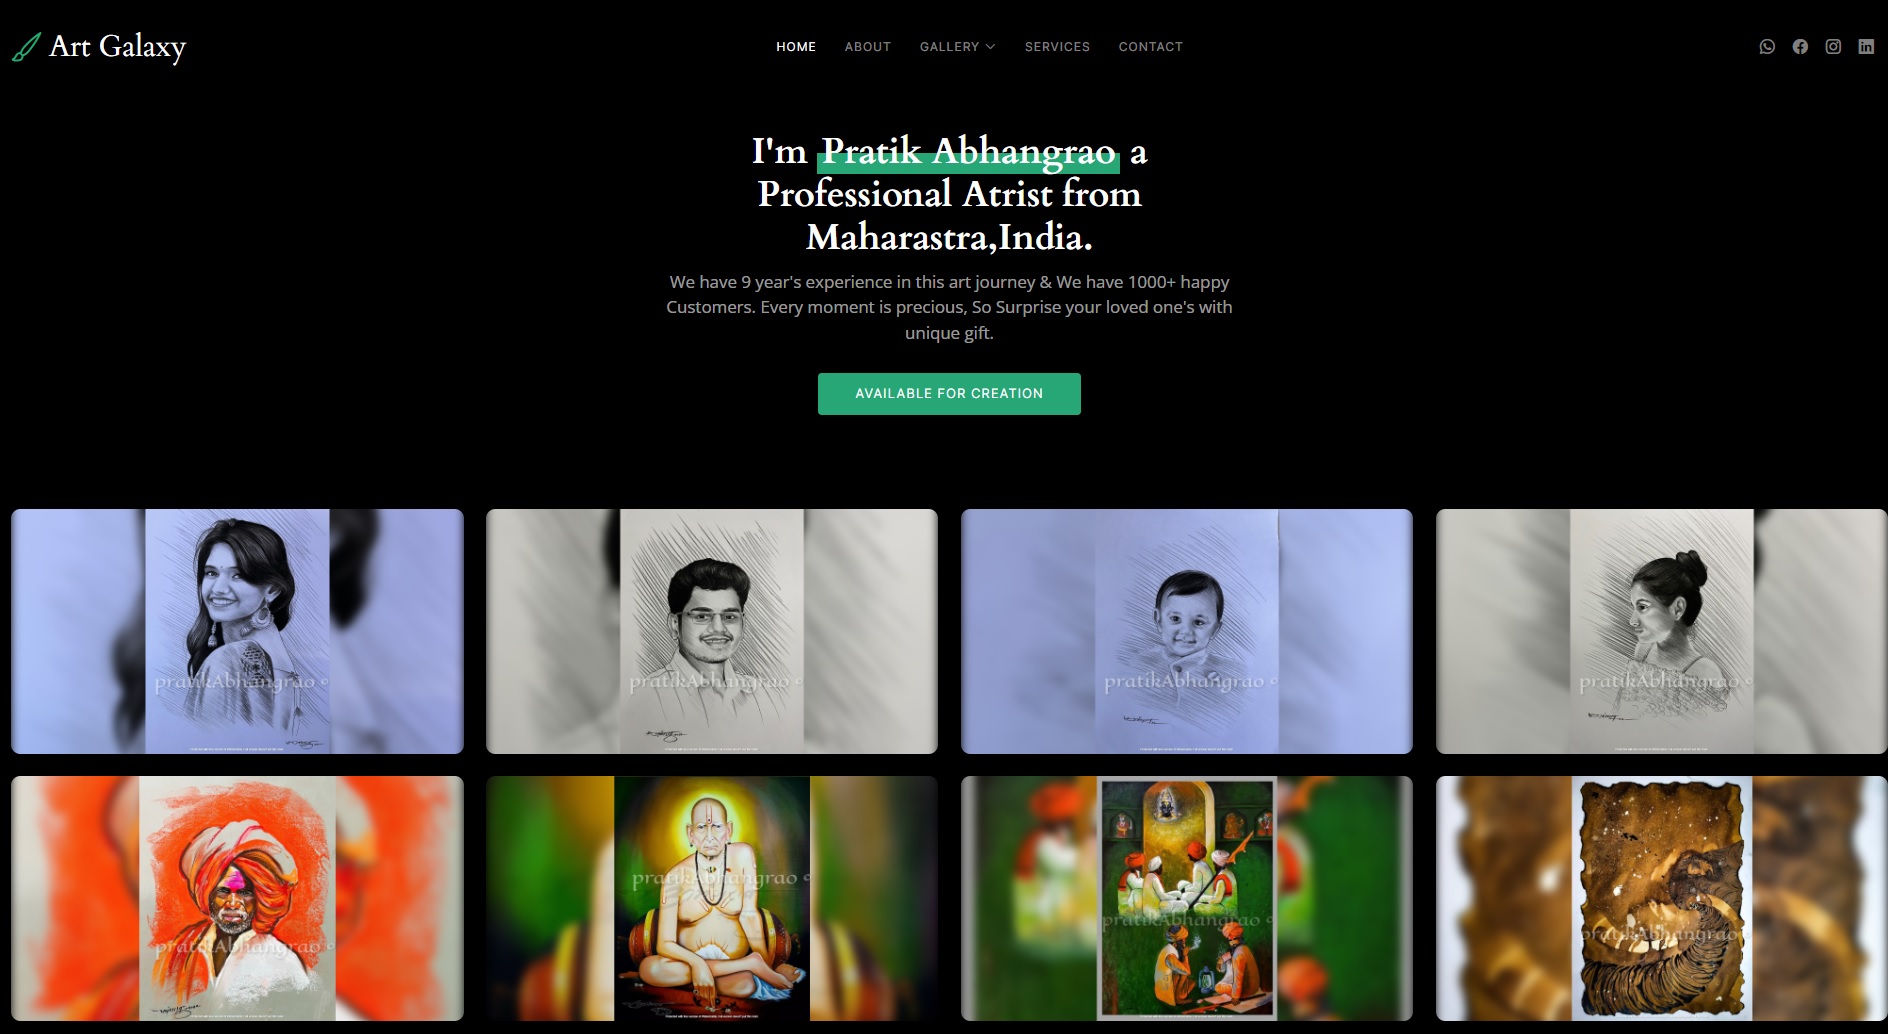 Art Galaxy
HOME ABOUT GALLERY SERVICES CONTACT
I'm Pratik Abhangrao a
Professional Atrist from
Maharastra,India.
We have 9 year's experience in this art journey & We have 1000+ happy
Customers. Every moment is precious, So Surprise your loved one's with
unique gift.
AVAILABLE FOR CREATION
pratikAbhangrao
pratikAbhangrao
pratikAbhangrao
pratikAbhangrao
pratikAbhangrao
pratikAbhangrao
pratikAbhangrao
pratikAbhangrao